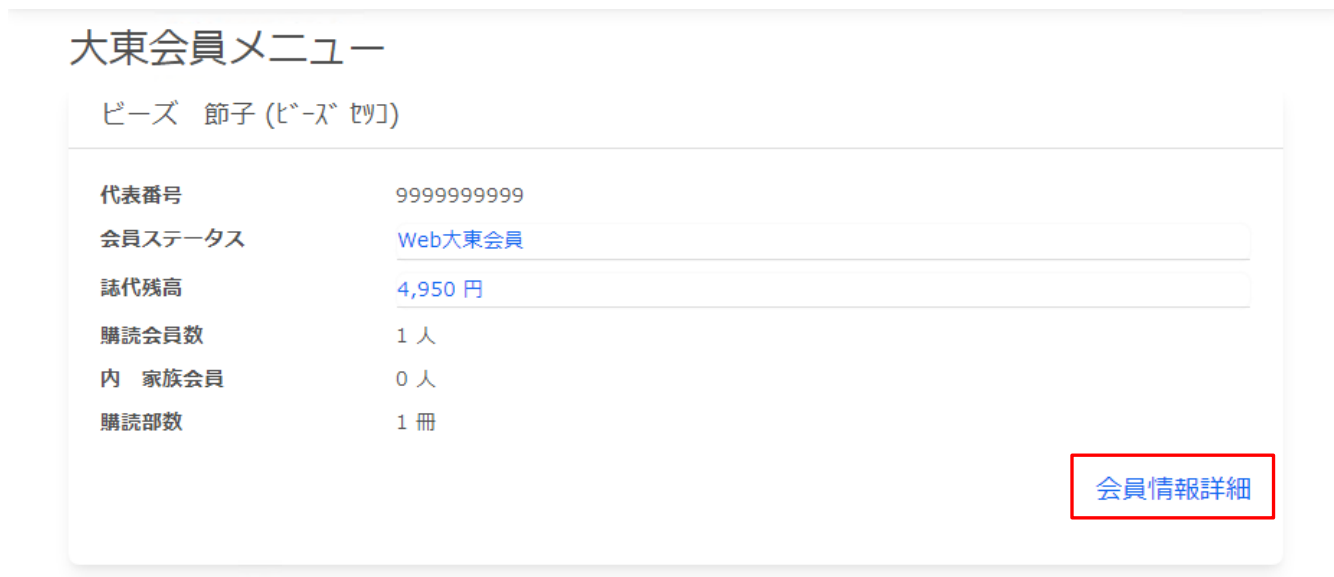 大東会員メニュー
ビーズ　節子 (ﾋﾞｰｽﾞ ｾﾂｺ)
代表番号 9999999999
会員ステータス Web大東会員
誌代残高 4,950 円
購読会員数 1 人
内　家族会員 0 人
購読部数 1 冊
会員情報詳細